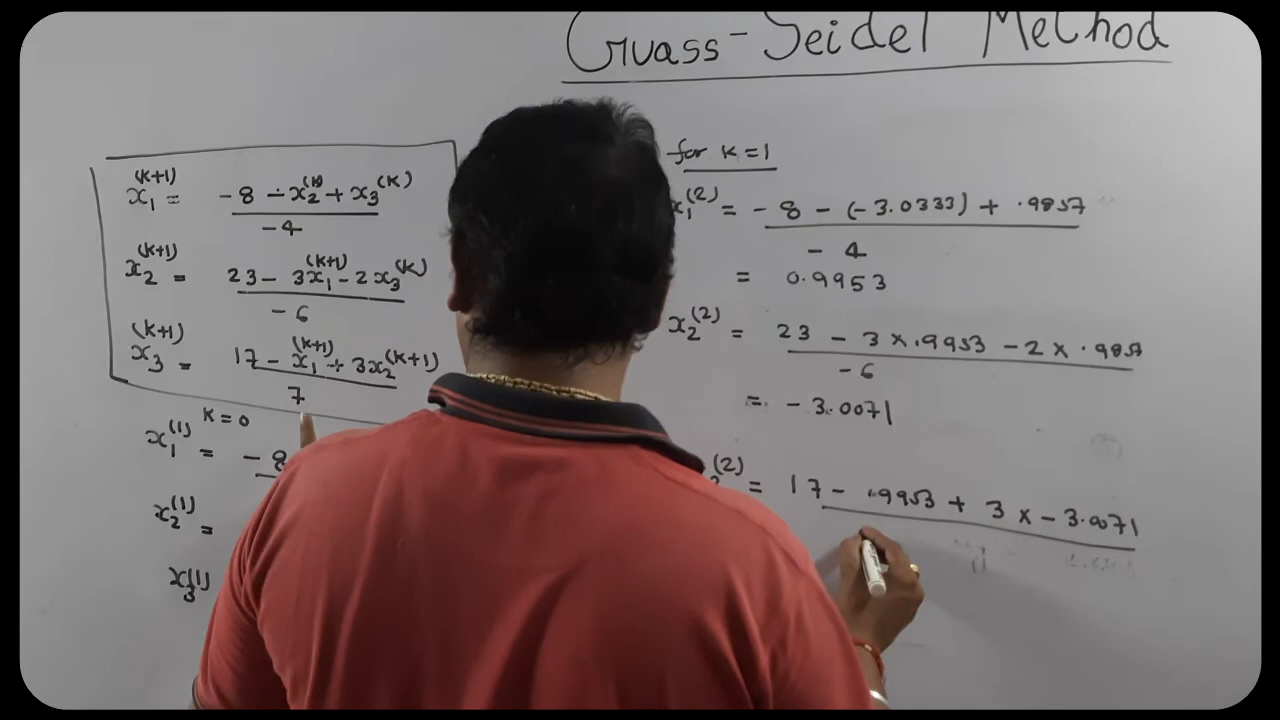 Guass-Seidel Method
x₁^(k+1) = -8 - x₂^(k) + x₃^(k)
-4
x₂^(k+1) = 23 - 3x₁^(k+1) - 2x₃^(k)
-6
x₃^(k+1) = 17 - x₁^(k+1) + 3x₂^(k+1)
7
K = 0
x₁^(1) = -8
x₂^(1) =
x₃^(1)
for K = 1
x₁^(2) = -8 - (-3.0333) + .9857
-4
= 0.9953
x₂^(2) = 23 - 3 × .9953 - 2 × .9857
-6
= -3.0071
^(2) = 17 - .9953 + 3 × -3.0071